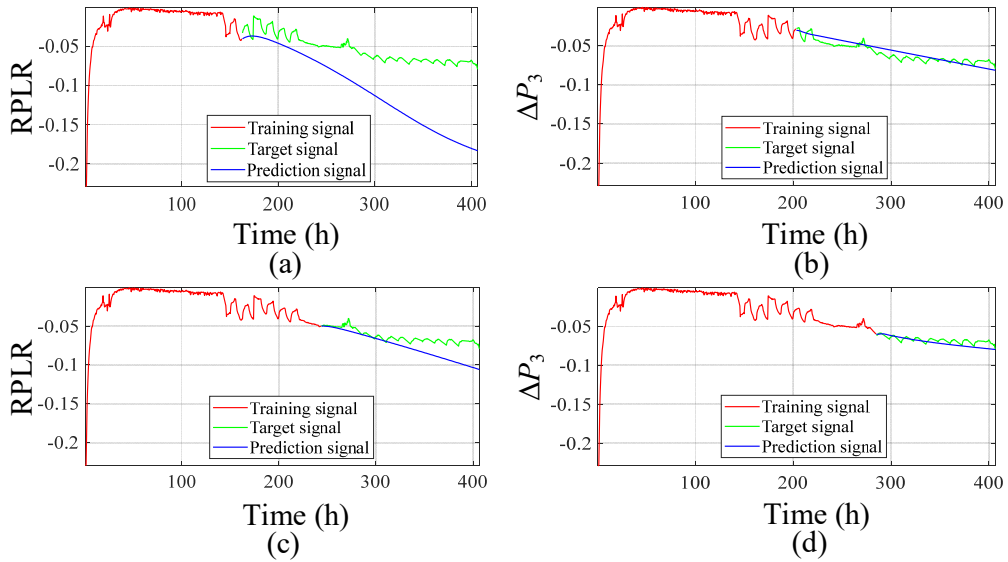 RPLR
-0.05
-0.1
-0.15
-0.2
Training signal
Target signal
Prediction signal
100 200 300 400
Time (h)
(a)
ΔP3
-0.05
-0.1
-0.15
-0.2
Training signal
Target signal
Prediction signal
100 200 300 400
Time (h)
(b)
RPLR
-0.05
-0.1
-0.15
-0.2
Training signal
Target signal
Prediction signal
100 200 300 400
Time (h)
(c)
ΔP3
-0.05
-0.1
-0.15
-0.2
Training signal
Target signal
Prediction signal
100 200 300 400
Time (h)
(d)